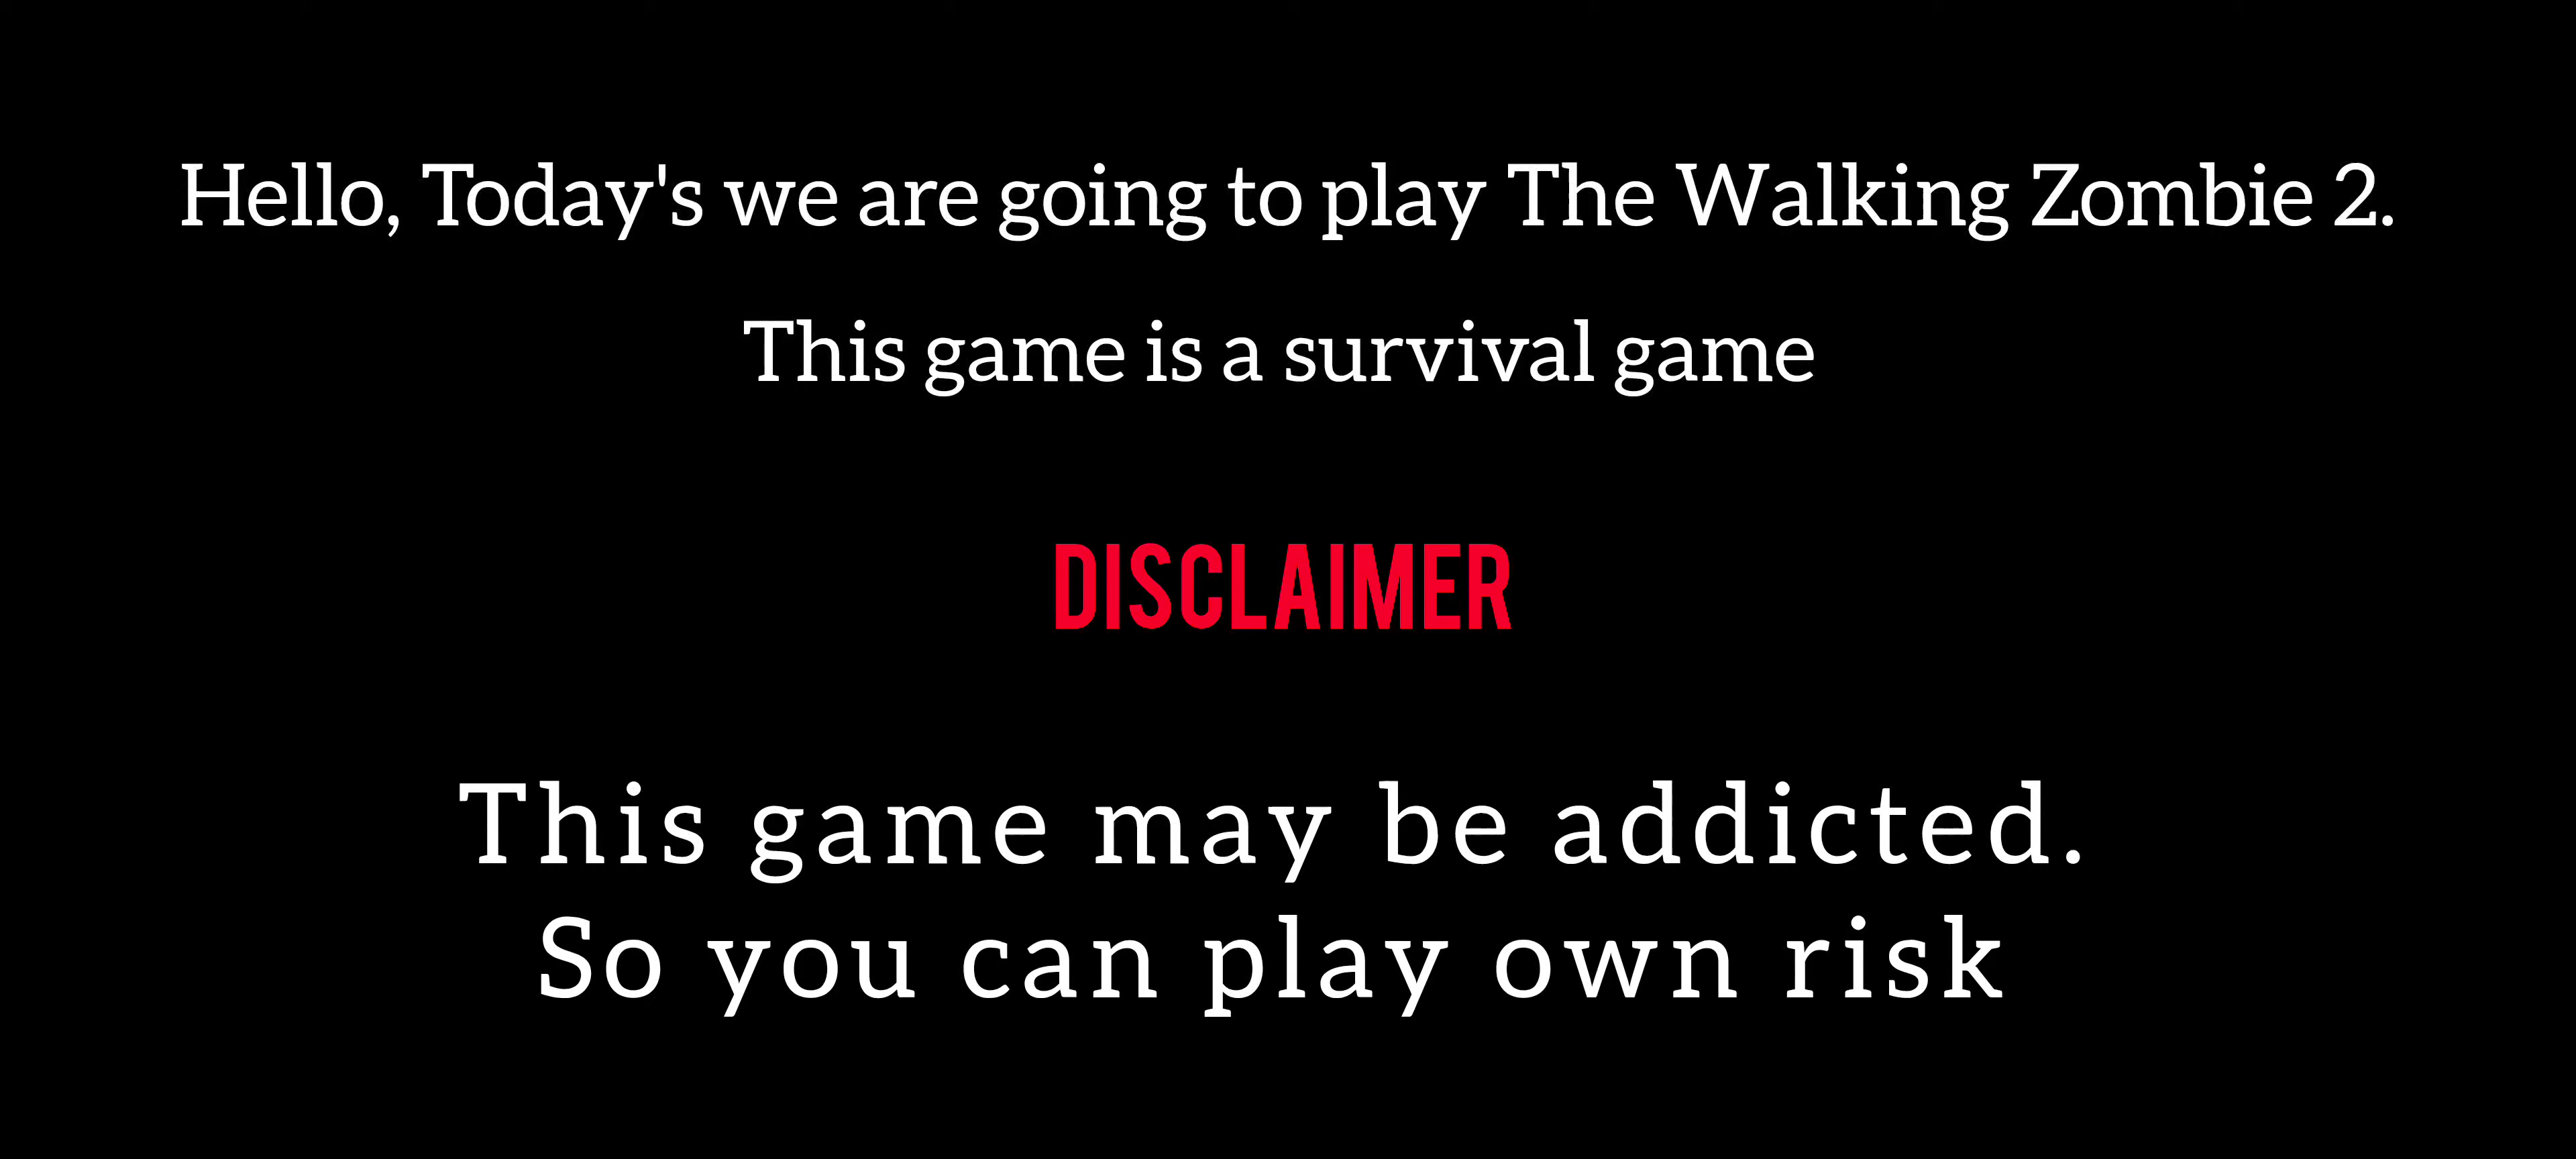 Hello, Today's we are going to play The Walking Zombie 2.
This game is a survival game
DISCLAIMER
This game may be addicted.
So you can play own risk